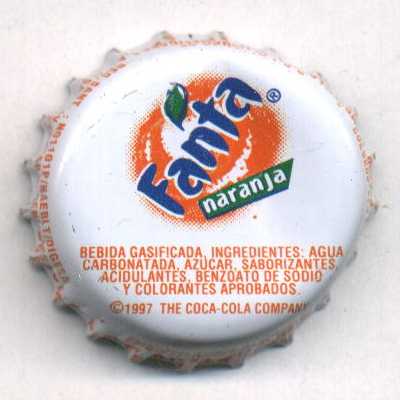 Fanta®
naranja
BEBIDA GASIFICADA, INGREDIENTES: AGUA
CARBONATADA, AZÚCAR, SABORIZANTES,
ACIDULANTES, BENZOATO DE SODIO
Y COLORANTES APROBADOS.
©1997 THE COCA-COLA COMPANY